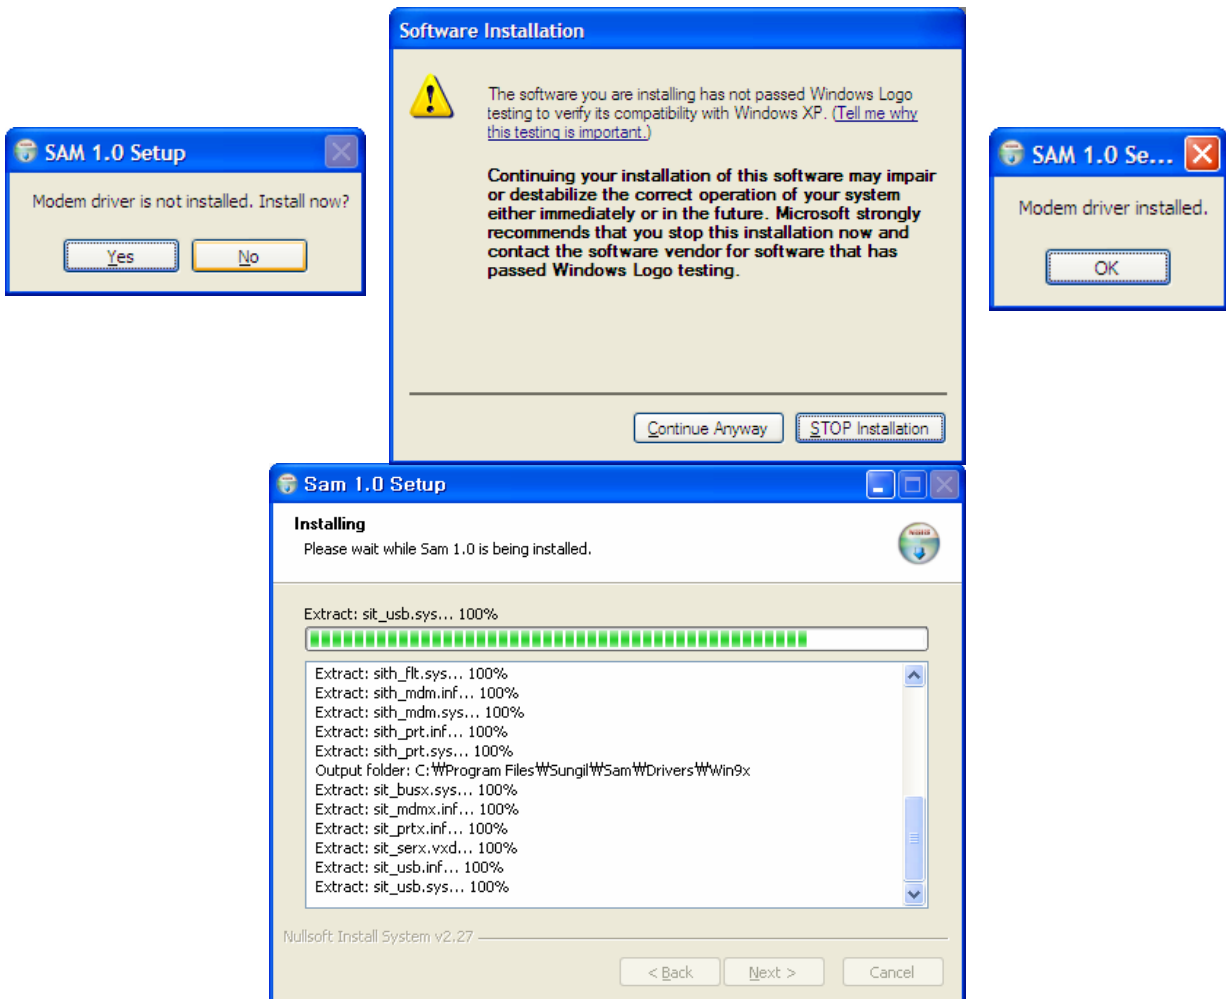 SAM 1.0 Setup
Modem driver is not installed. Install now?
Yes
No
Software Installation
The software you are installing has not passed Windows Logo
testing to verify its compatibility with Windows XP. (Tell me why
this testing is important.)
Continuing your installation of this software may impair
or destabilize the correct operation of your system
either immediately or in the future. Microsoft strongly
recommends that you stop this installation now and
contact the software vendor for software that has
passed Windows Logo testing.
Continue Anyway
STOP Installation
SAM 1.0 Se...
Modem driver installed.
OK
Sam 1.0 Setup
Installing
Please wait while Sam 1.0 is being installed.
Extract: sit_usb.sys... 100%
Extract: sith_flt.sys... 100%
Extract: sith_mdm.inf... 100%
Extract: sith_mdm.sys... 100%
Extract: sith_prt.inf... 100%
Extract: sith_prt.sys... 100%
Output folder: C:₩Program Files₩Sungil₩Sam₩Drivers₩Win9x
Extract: sit_busx.sys... 100%
Extract: sit_mdmx.inf... 100%
Extract: sit_prtx.inf... 100%
Extract: sit_serx.vxd... 100%
Extract: sit_usb.inf... 100%
Extract: sit_usb.sys... 100%
Nullsoft Install System v2.27
< Back
Next >
Cancel